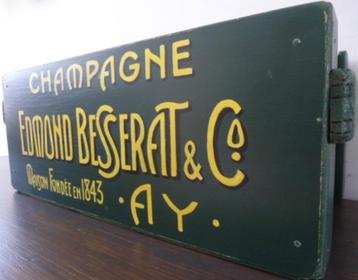 CHAMPAGNE
EDMOND BESSERAT & Co
MAISON FONDÉE EN 1843
·AY·